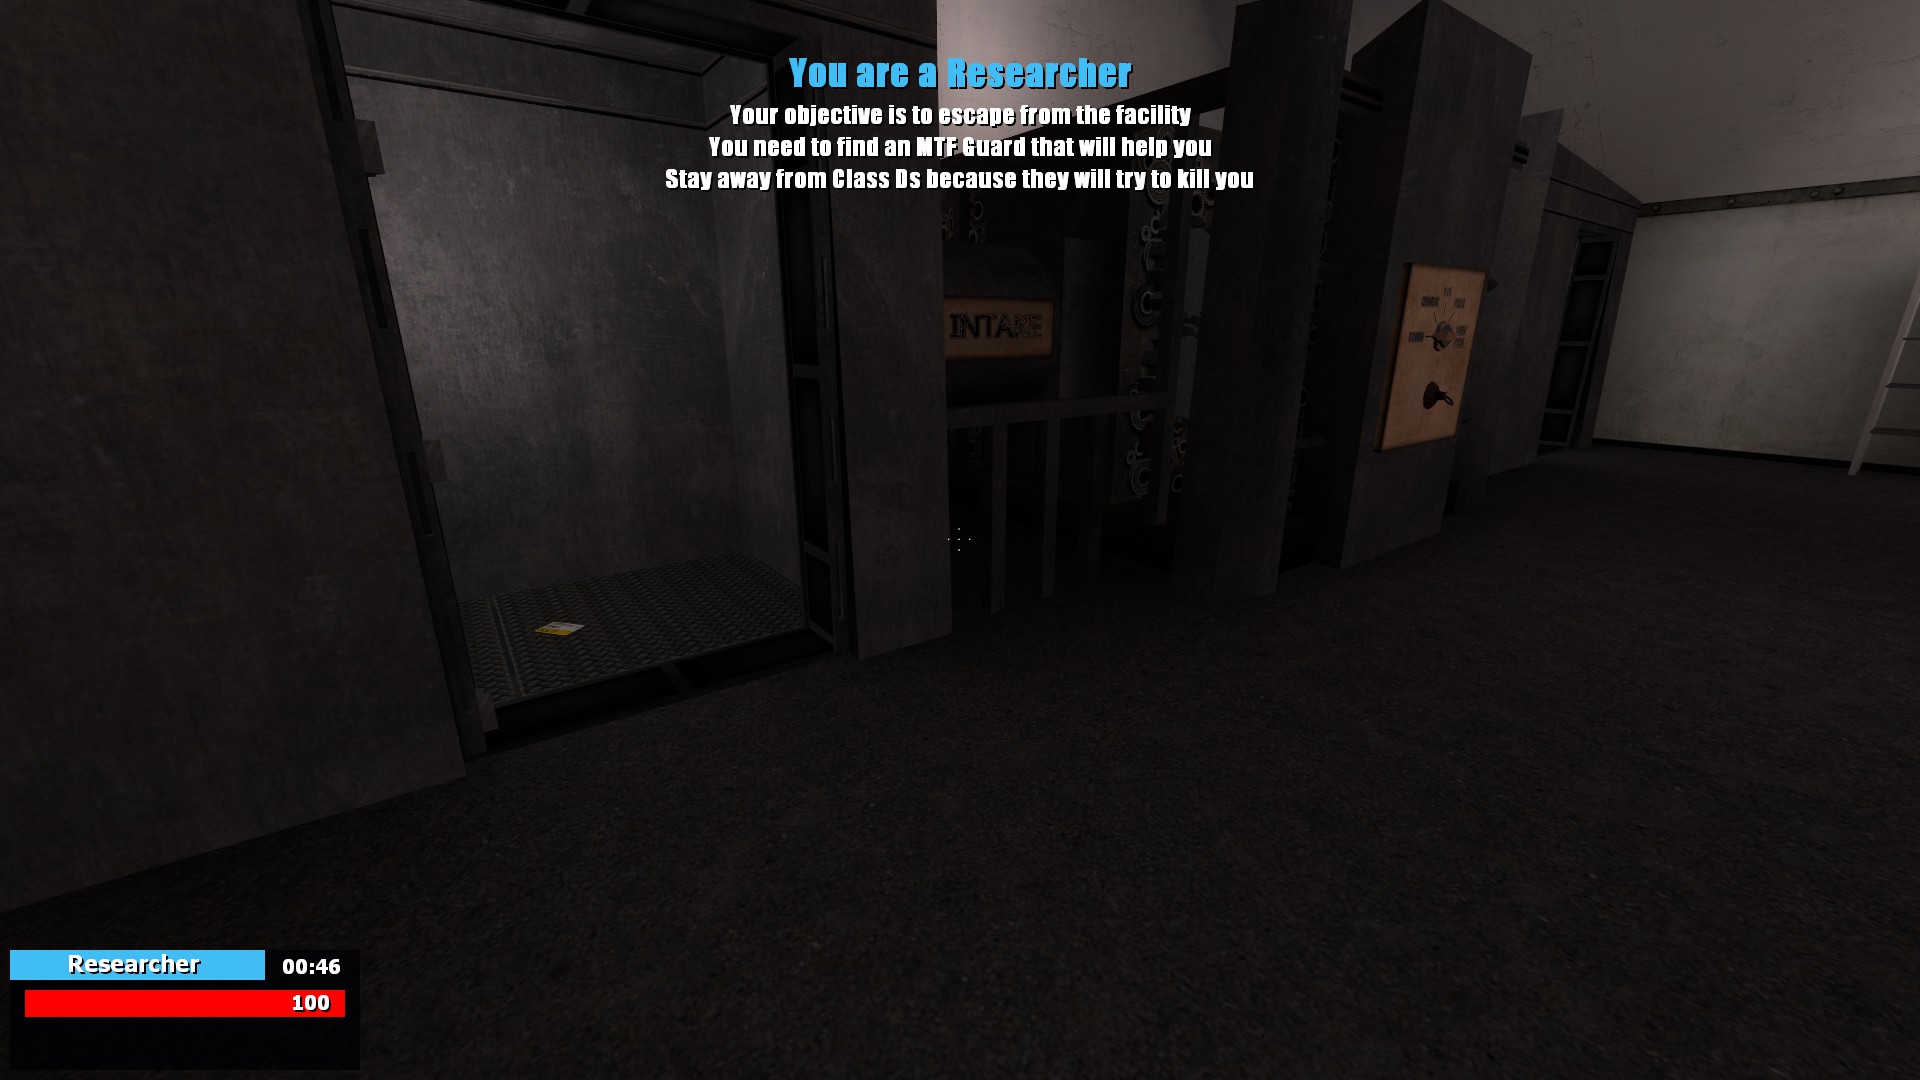 You are a Researcher
Your objective is to escape from the facility
You need to find an MTF Guard that will help you
Stay away from Class Ds because they will try to kill you
INTAKE
1:1
Researcher
00:46
100